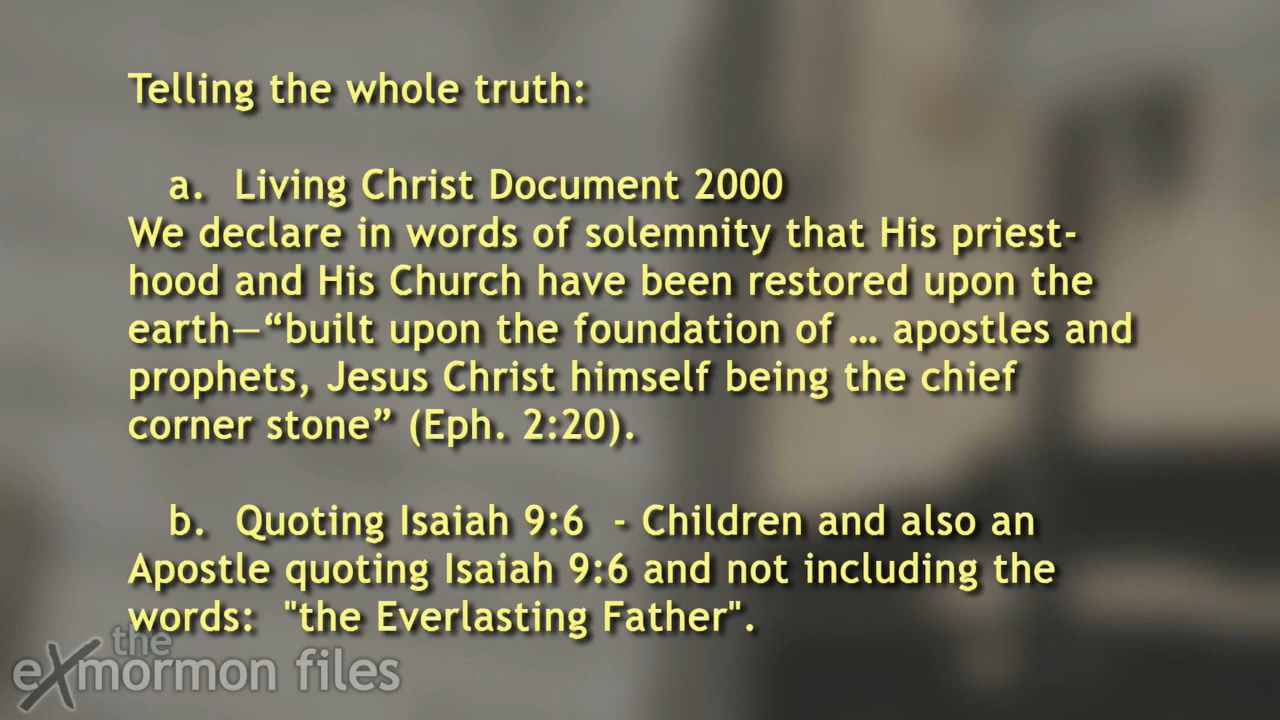 Telling the whole truth:
a. Living Christ Document 2000
We declare in words of solemnity that His priest-
hood and His Church have been restored upon the
earth—“built upon the foundation of … apostles and
prophets, Jesus Christ himself being the chief
corner stone” (Eph. 2:20).
b. Quoting Isaiah 9:6 - Children and also an
Apostle quoting Isaiah 9:6 and not including the
words: "the Everlasting Father".
the
exmormon files